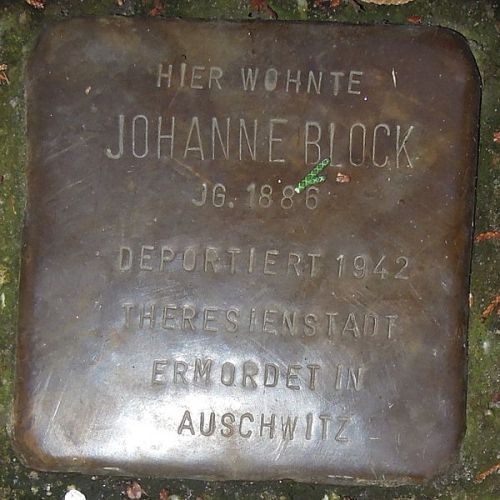 HIER WOHNTE
JOHANNE BLOCK
JG. 1886
DEPORTIERT 1942
THERESIENSTADT
ERMORDET IN
AUSCHWITZ